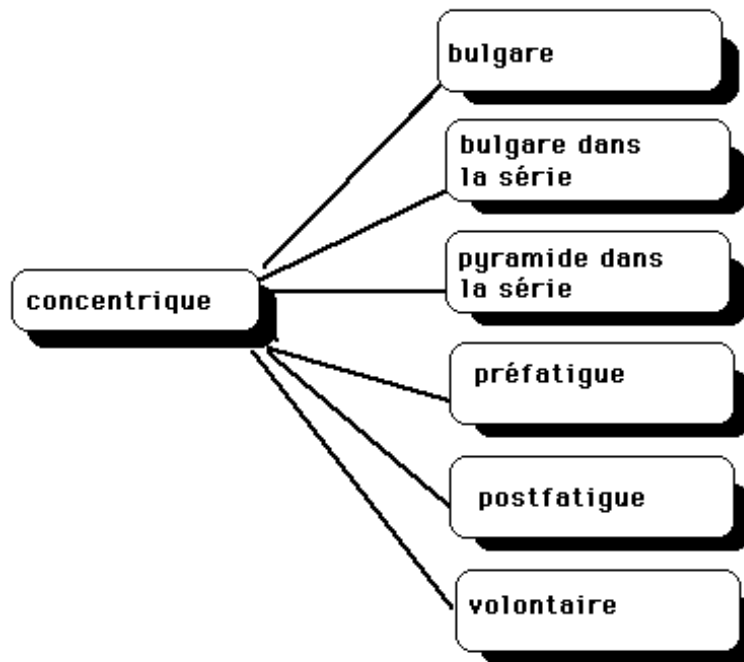 bulgare
bulgare dans
la série
pyramide dans
la série
concentrique
préfatigue
postfatigue
volontaire